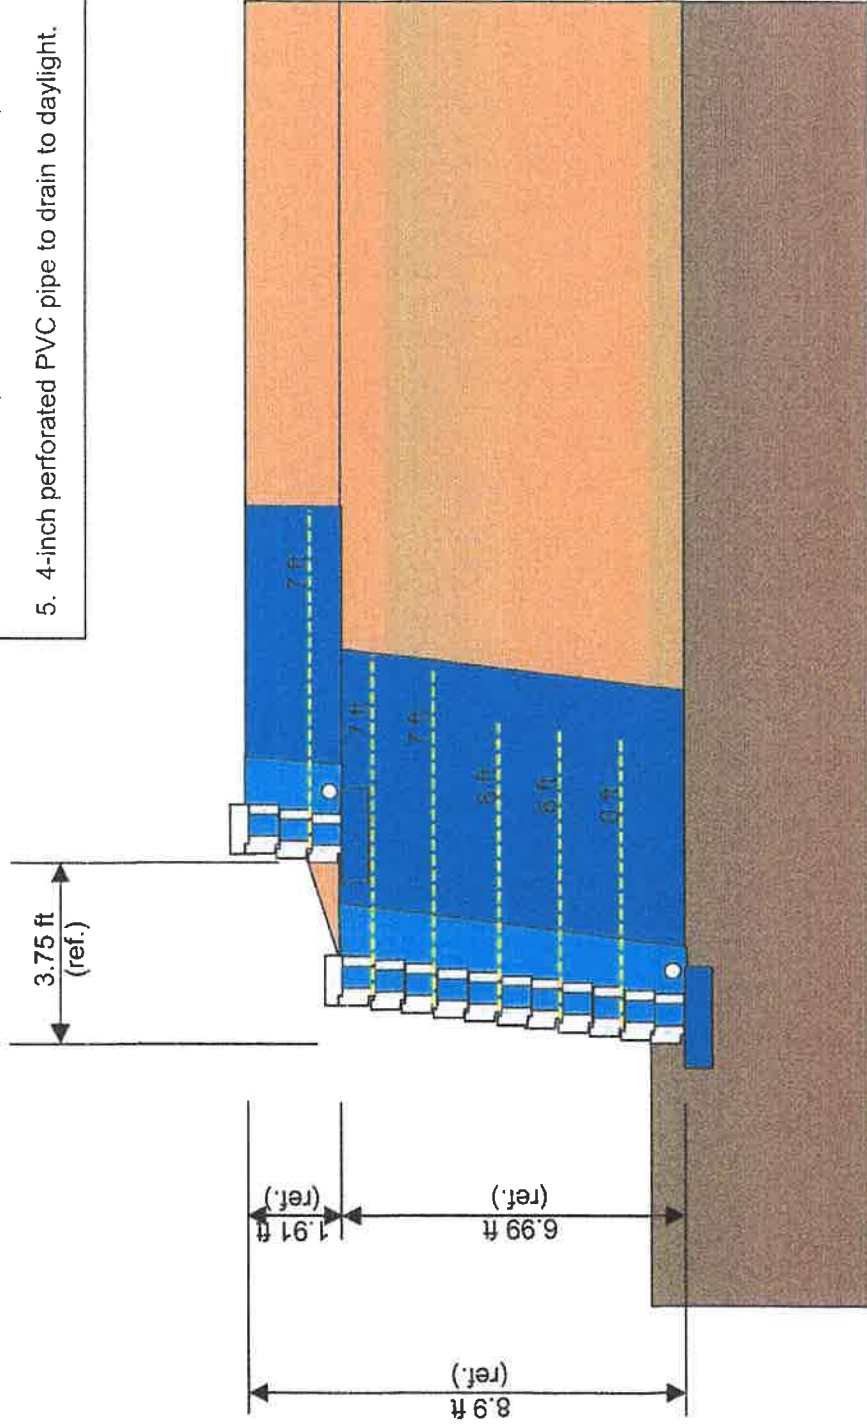 5. 4-inch perforated PVC pipe to drain to daylight.
3.75 ft
(ref.)
7 ft
7 ft
7 ft
6 ft
6 ft
6 ft
1.91 ft
(ref.)
6.99 ft
(ref.)
8.9 ft
(ref.)